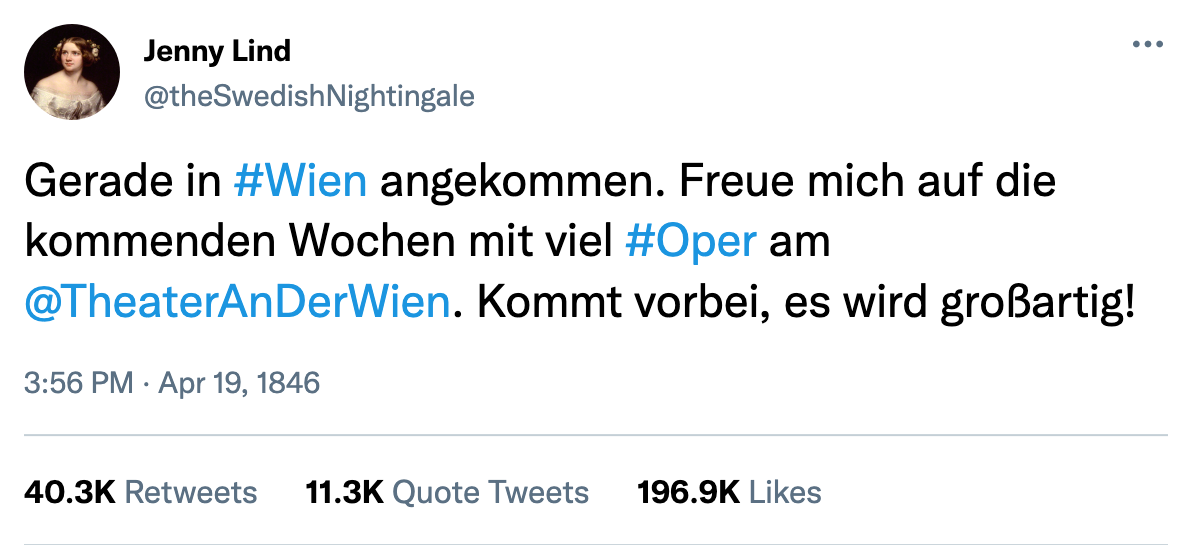 Jenny Lind
@theSwedishNightingale
Gerade in #Wien angekommen. Freue mich auf die
kommenden Wochen mit viel #Oper am
@TheaterAnDerWien. Kommt vorbei, es wird großartig!
3:56 PM · Apr 19, 1846
40.3K Retweets 11.3K Quote Tweets 196.9K Likes